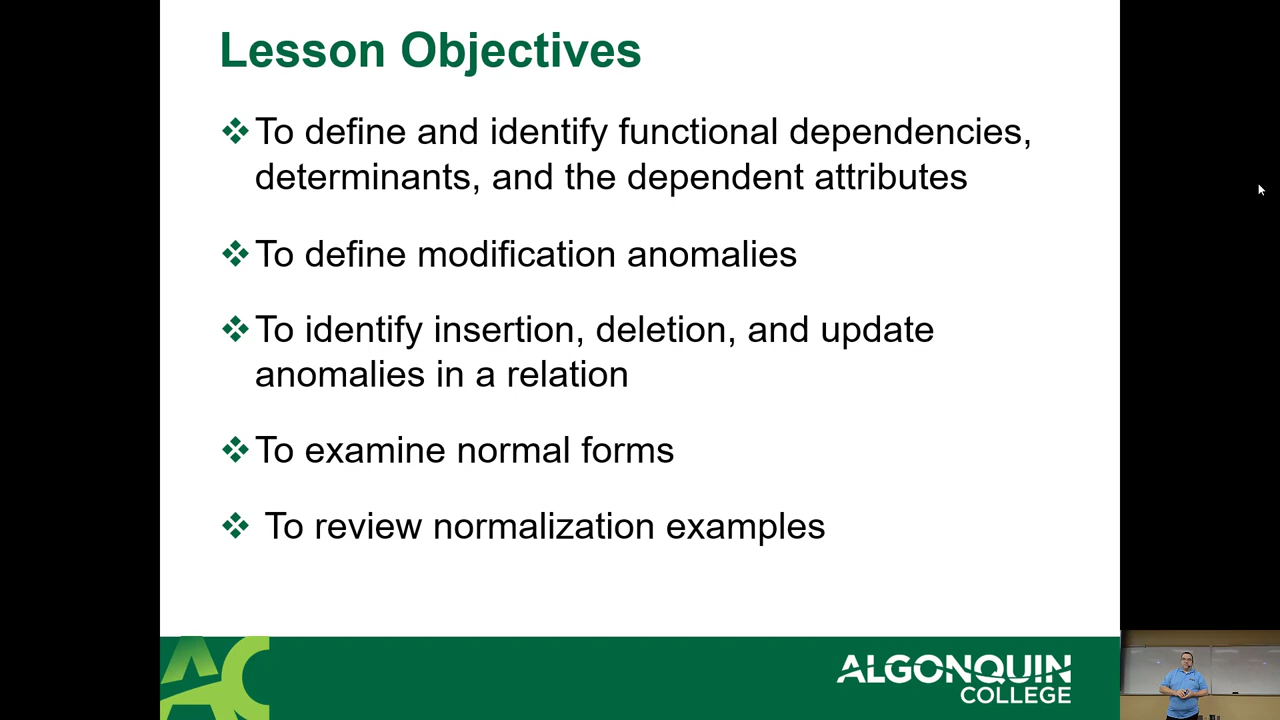 Lesson Objectives
To define and identify functional dependencies,
determinants, and the dependent attributes
To define modification anomalies
To identify insertion, deletion, and update
anomalies in a relation
To examine normal forms
To review normalization examples
AC
ALGONQUIN
COLLEGE